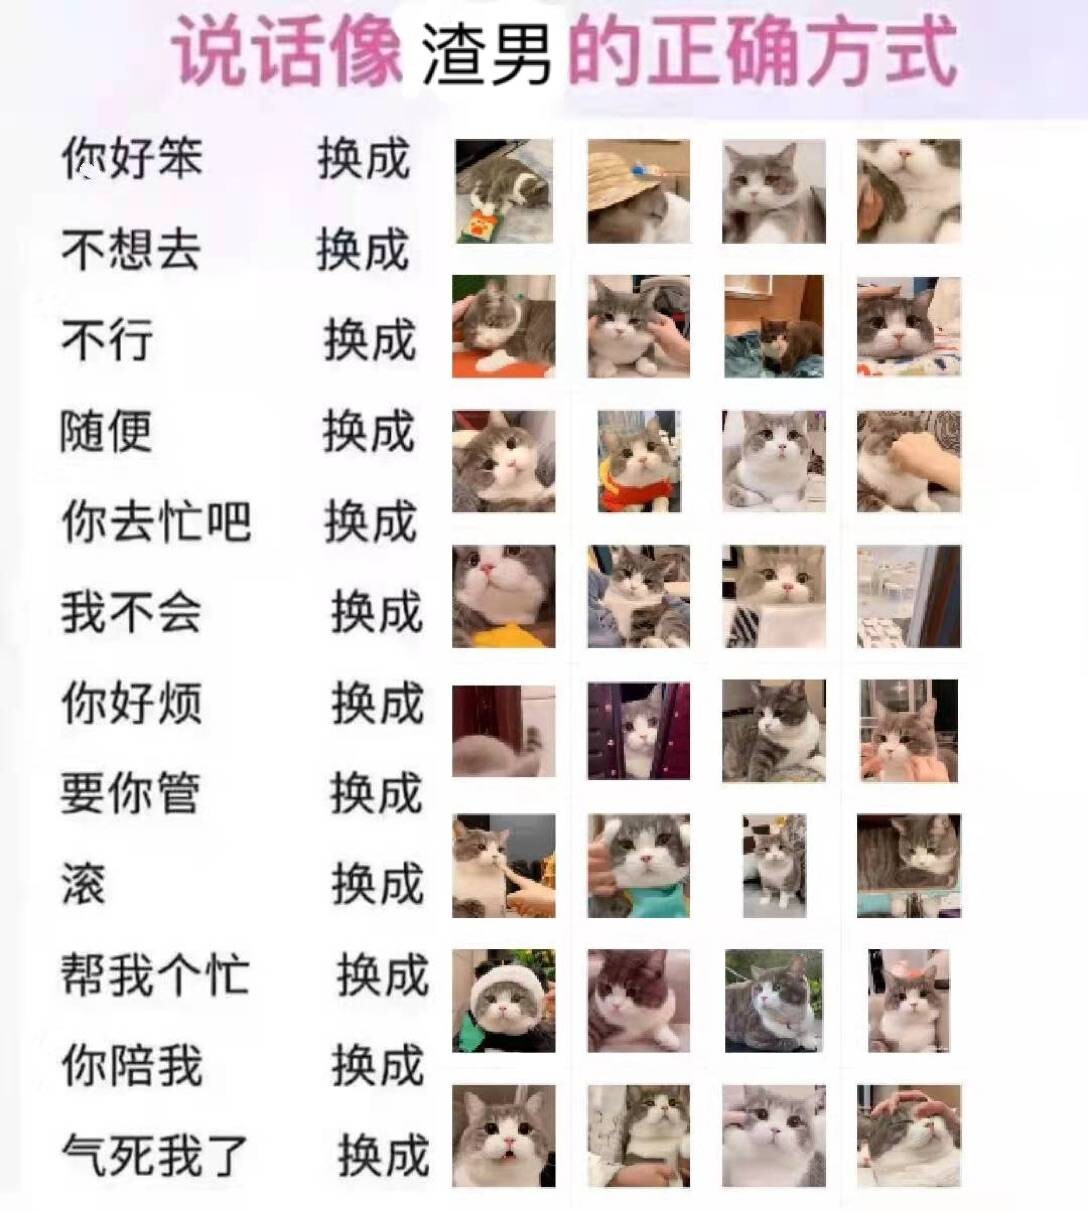 说话像渣男的正确方式
你好笨 换成
不想去 换成
不行 换成
随便 换成
你去忙吧 换成
我不会 换成
你好烦 换成
要你管 换成
滚 换成
帮我个忙 换成
你陪我 换成
气死我了 换成